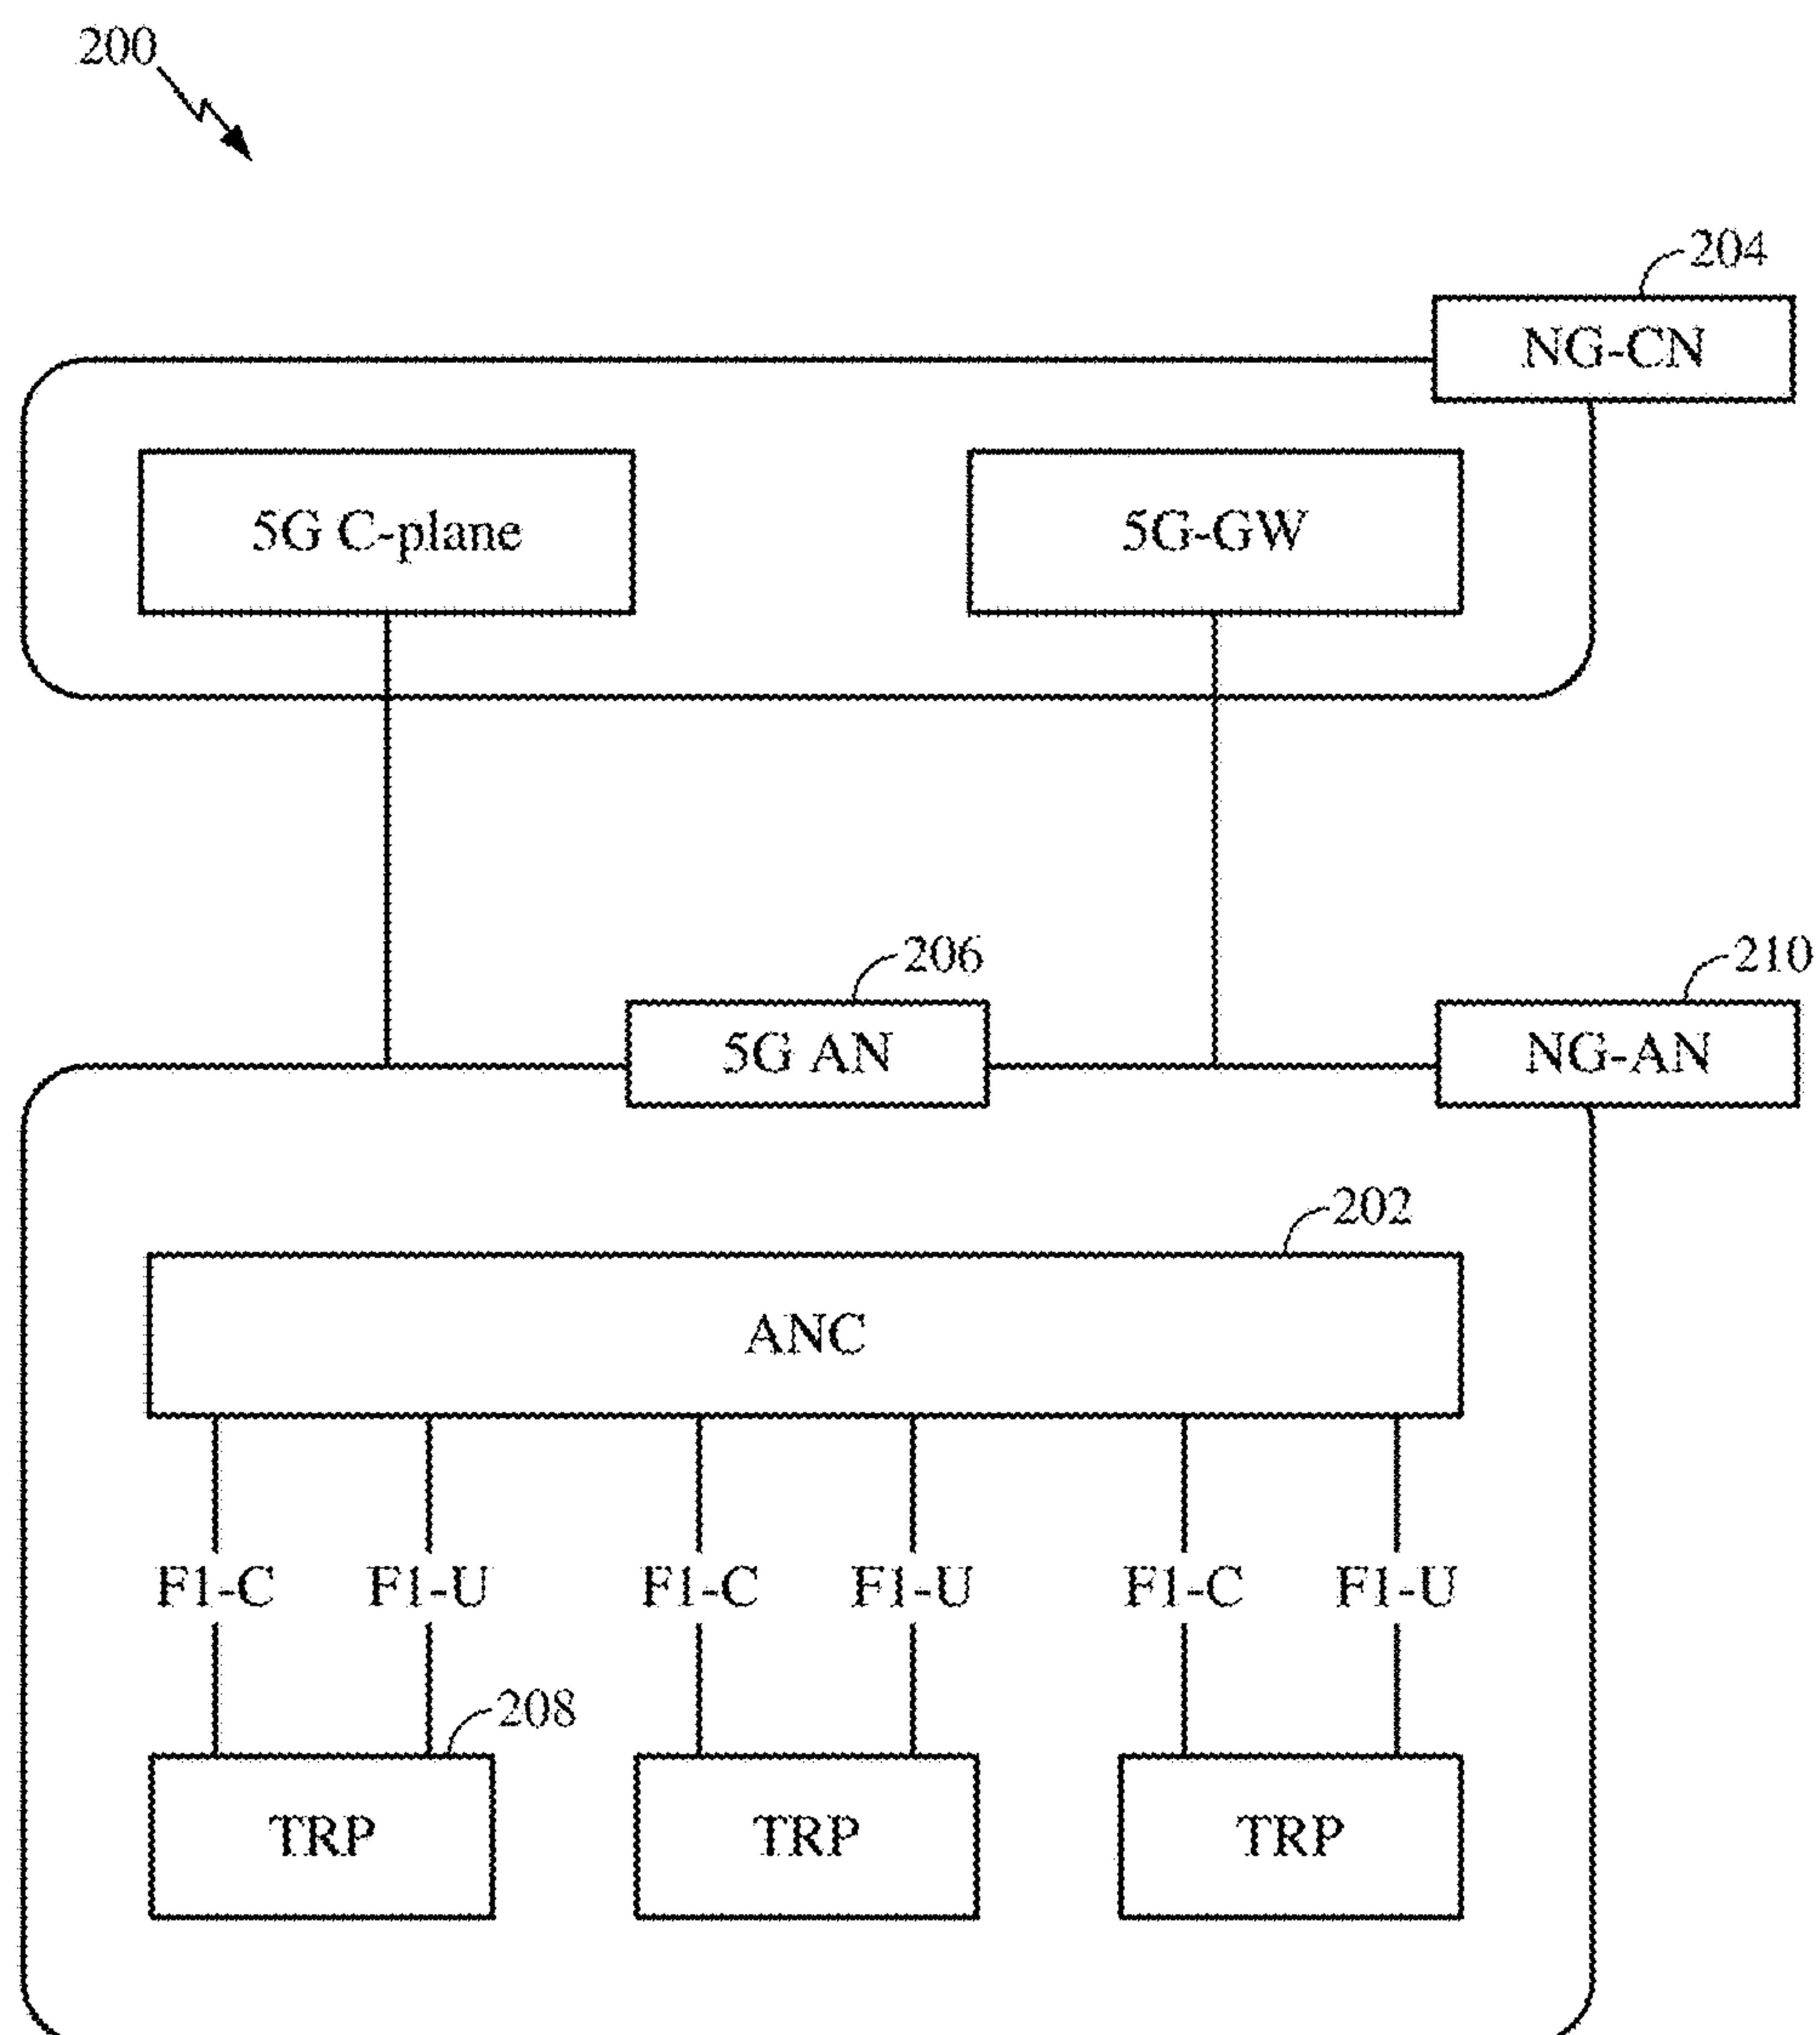 200
204
NG-CN
5G C-plane
5G-GW
206
210
5G AN
NG-AN
202
ANC
F1-C
F1-U
F1-C
F1-U
F1-C
F1-U
208
TRP
TRP
TRP